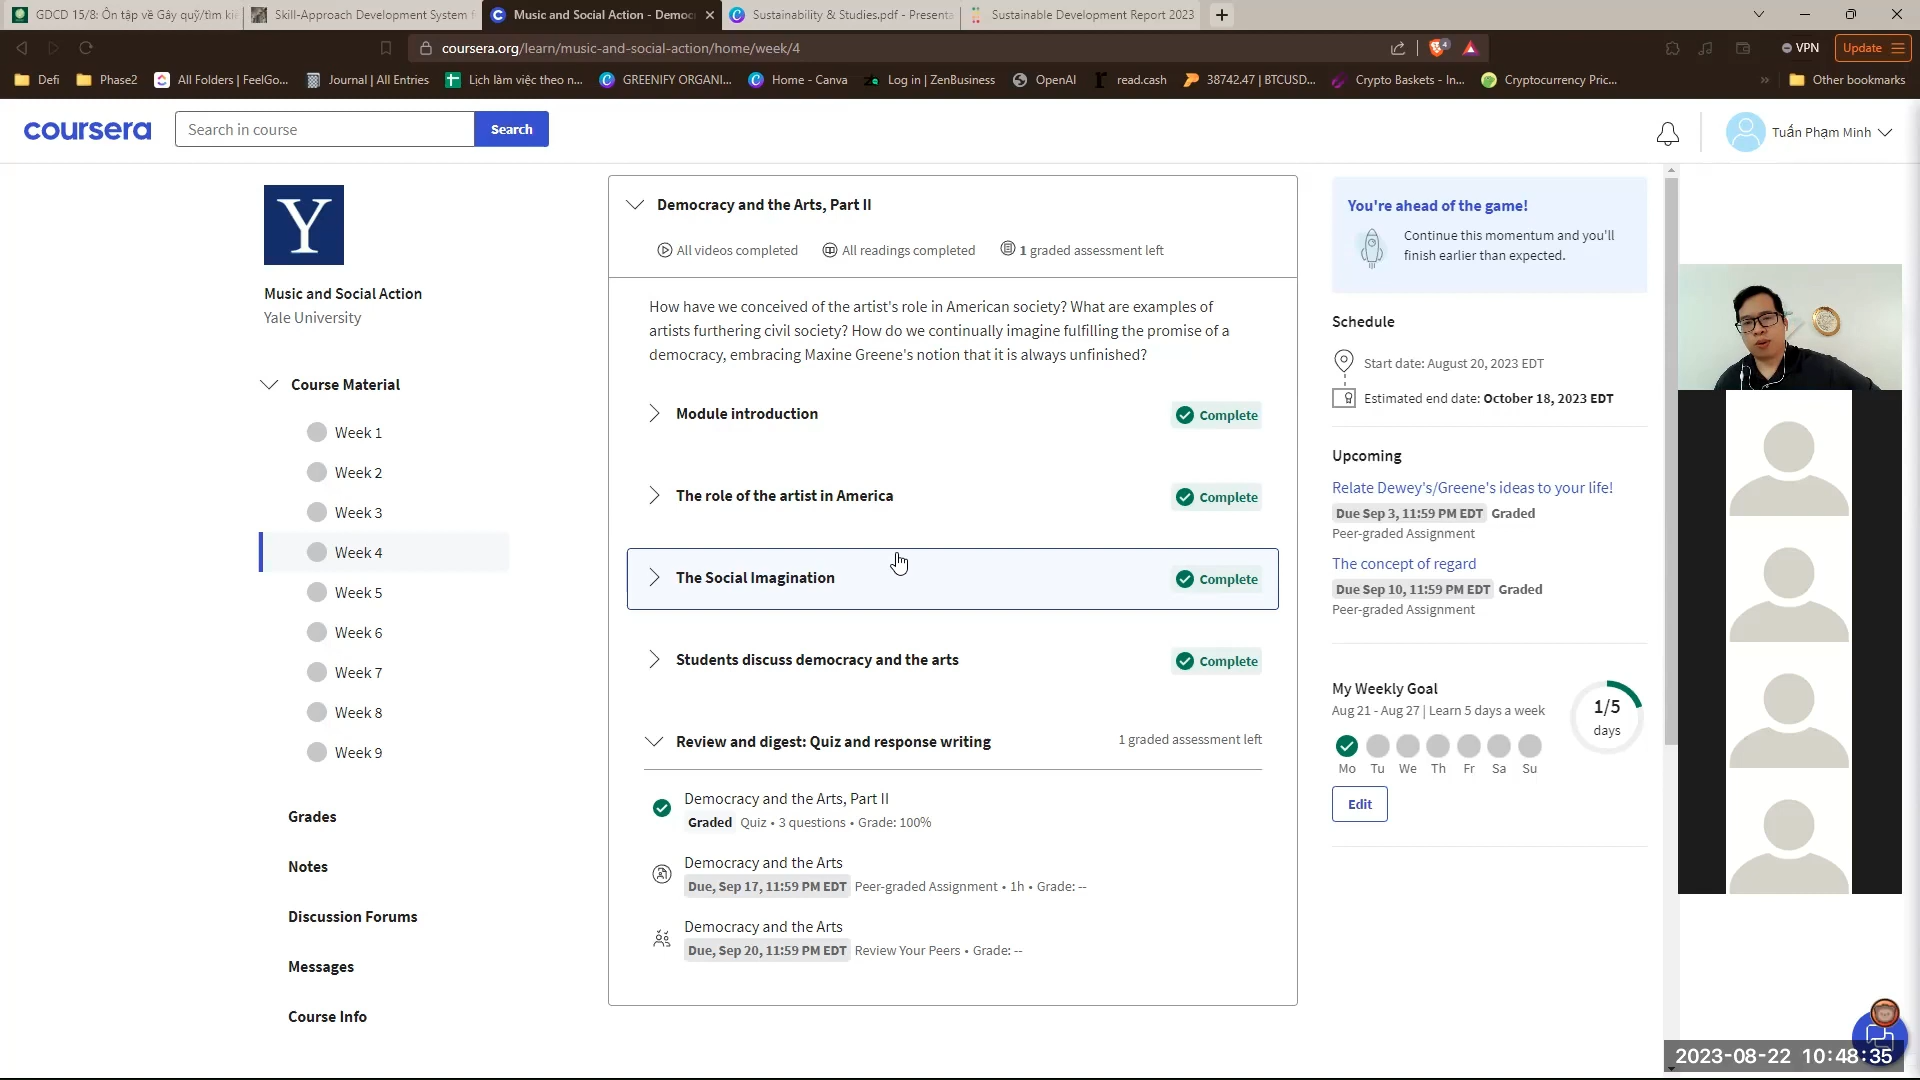 GDCD 15/8: Ôn tập về Gây quỹ/tìm ki
Skill-Approach Development System f
Music and Social Action - Democ
Sustainability & Studies.pdf - Presenta
Sustainable Development Report 2023
coursera.org/learn/music-and-social-action/home/week/4
4
VPN
Update
Defi
Phase2
All Folders | FeelGo...
Journal | All Entries
Lịch làm việc theo n...
GREENIFY ORGANI...
Home - Canva
Log in | ZenBusiness
OpenAI
read.cash
38742.47 | BTCUSD...
Crypto Baskets - In...
Cryptocurrency Pric...
Other bookmarks
coursera
Search in course
Search
Tuấn Phạm Minh
Y
Music and Social Action
Yale University
Course Material
Week 1
Week 2
Week 3
Week 4
Week 5
Week 6
Week 7
Week 8
Week 9
Grades
Notes
Discussion Forums
Messages
Course Info
Democracy and the Arts, Part II
All videos completed
All readings completed
1 graded assessment left
How have we conceived of the artist's role in American society? What are examples of
artists furthering civil society? How do we continually imagine fulfilling the promise of a
democracy, embracing Maxine Greene's notion that it is always unfinished?
Module introduction
Complete
The role of the artist in America
Complete
The Social Imagination
Complete
Students discuss democracy and the arts
Complete
Review and digest: Quiz and response writing
1 graded assessment left
Democracy and the Arts, Part II
Graded Quiz • 3 questions • Grade: 100%
Democracy and the Arts
Due, Sep 17, 11:59 PM EDT Peer-graded Assignment • 1h • Grade: --
Democracy and the Arts
Due, Sep 20, 11:59 PM EDT Review Your Peers • Grade: --
You're ahead of the game!
Continue this momentum and you'll
finish earlier than expected.
Schedule
Start date: August 20, 2023 EDT
Estimated end date: October 18, 2023 EDT
Upcoming
Relate Dewey's/Greene's ideas to your life!
Due Sep 3, 11:59 PM EDT Graded
Peer-graded Assignment
The concept of regard
Due Sep 10, 11:59 PM EDT Graded
Peer-graded Assignment
My Weekly Goal
Aug 21 - Aug 27 | Learn 5 days a week
1/5
days
Mo Tu We Th Fr Sa Su
Edit
2023-08-22 10:48:35